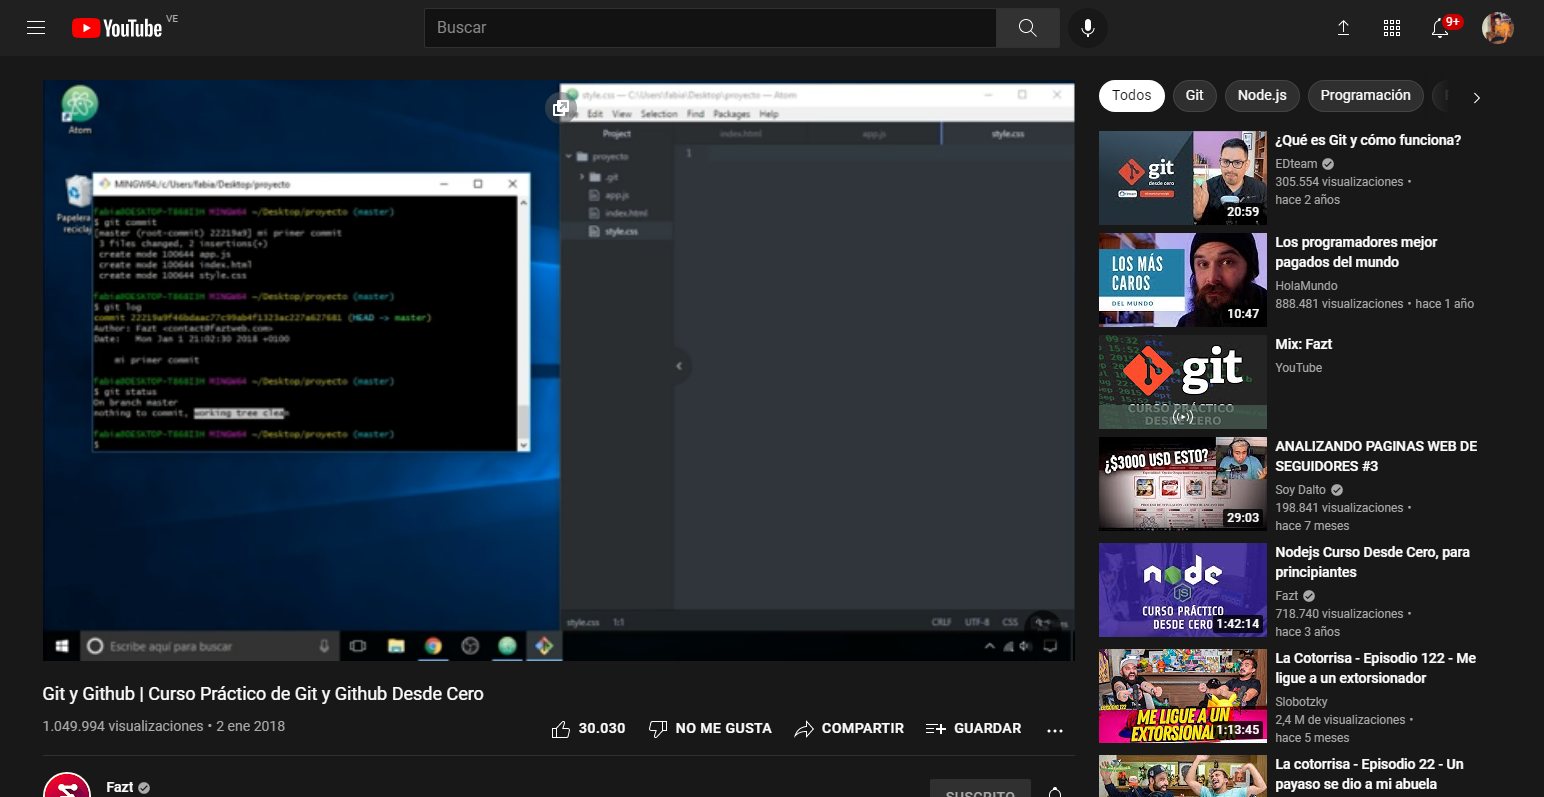 YouTube VE
Buscar
9+
Atom
Papelera
reciclaj
MINGW64:/c/Users/fabia/Desktop/proyecto
fabia@DESKTOP-T668I3H MINGW64 ~/Desktop/proyecto (master)
$ git commit
[master (root-commit) 22219a9] mi primer commit
3 files changed, 2 insertions(+)
create mode 100644 app.js
create mode 100644 index.html
create mode 100644 style.css
fabia@DESKTOP-T668I3H MINGW64 ~/Desktop/proyecto (master)
$ git log
commit 22219a9f46bdaac77c99ab4f1323ac227a627681 (HEAD -> master)
Author: Fazt <contact@faztweb.com>
Date: Mon Jan 1 21:02:30 2018 +0100
mi primer commit
fabia@DESKTOP-T668I3H MINGW64 ~/Desktop/proyecto (master)
$ git status
On branch master
nothing to commit, working tree clean
fabia@DESKTOP-T668I3H MINGW64 ~/Desktop/proyecto (master)
$
style.css — C:\Users\fabia\Desktop\proyecto — Atom
Edit View Selection Find Packages Help
Project index.html app.js style.css
proyecto 1
.git
app.js
index.html
style.css
style.css 1:1 CRLF UTF-8 CSS
Escribe aquí para buscar
Git y Github | Curso Práctico de Git y Github Desde Cero
1.049.994 visualizaciones • 2 ene 2018
30.030 NO ME GUSTA COMPARTIR GUARDAR
Fazt
SUSCRITO
Todos Git Node.js Programación
git
desde cero
20:59
¿Qué es Git y cómo funciona?
EDteam
305.554 visualizaciones •
hace 2 años
LOS MÁS
CAROS
DEL MUNDO
10:47
Los programadores mejor
pagados del mundo
HolaMundo
888.481 visualizaciones • hace 1 año
git
CURSO PRÁCTICO
DESDE CERO
Mix: Fazt
YouTube
¿$3000 USD ESTO?
29:03
ANALIZANDO PAGINAS WEB DE
SEGUIDORES #3
Soy Dalto
198.841 visualizaciones •
hace 7 meses
node
JS
CURSO PRÁCTICO
DESDE CERO
1:42:14
Nodejs Curso Desde Cero, para
principiantes
Fazt
718.740 visualizaciones •
hace 3 años
EPISODIO 122
ME LIGUE A UN
EXTORSIONA
1:13:45
La Cotorrisa - Episodio 122 - Me
ligue a un extorsionador
Slobotzky
2,4 M de visualizaciones •
hace 5 meses
La cotorrisa - Episodio 22 - Un
payaso se dio a mi abuela